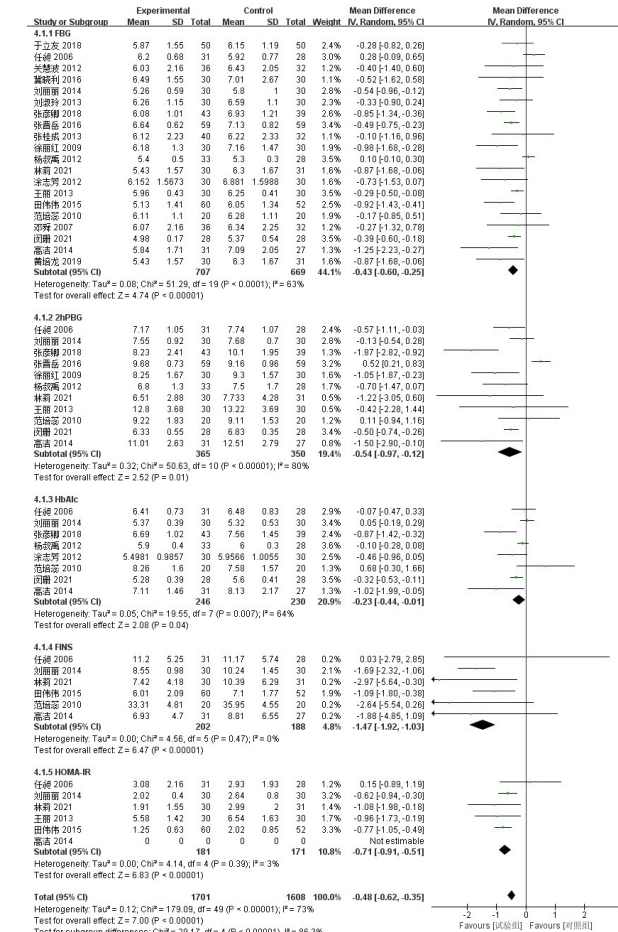 Experimental Control Mean Difference Mean Difference
Study or Subgroup Mean SD Total Mean SD Total Weight IV, Random, 95% CI IV, Random, 95% CI
4.1.1 FBG
于立友 2018 5.87 1.55 50 6.15 1.19 50 2.4% -0.28 [-0.82, 0.26]
任昶 2006 6.2 0.68 31 5.92 0.77 28 3.0% 0.28 [-0.09, 0.65]
关慧波 2012 6.03 2.16 36 6.43 2.05 32 1.4% -0.40 [-1.40, 0.60]
冀晓利 2016 6.49 1.55 30 7.01 2.67 30 1.3% -0.52 [-1.62, 0.58]
刘丽丽 2014 5.26 0.59 30 5.8 1 30 2.8% -0.54 [-0.96, -0.12]
刘淑玲 2013 6.26 1.15 30 6.59 1.1 30 2.3% -0.33 [-0.90, 0.24]
张彦卿 2018 6.08 1.01 43 6.93 1.21 39 2.5% -0.85 [-1.34, -0.36]
张晋岳 2016 6.64 0.62 59 7.13 0.82 59 3.3% -0.49 [-0.75, -0.23]
张桂成 2013 6.12 2.23 40 6.22 2.33 32 1.3% -0.10 [-1.16, 0.96]
徐丽红 2009 6.18 1.3 30 7.16 1.47 30 2.0% -0.98 [-1.68, -0.28]
杨叔禹 2012 5.4 0.5 33 5.3 0.3 28 3.4% 0.10 [-0.10, 0.30]
林莉 2021 5.43 1.57 30 6.3 1.67 31 1.7% -0.87 [-1.68, -0.06]
涂志芳 2012 6.152 1.5673 30 6.881 1.5988 30 1.8% -0.73 [-1.53, 0.07]
王丽 2013 5.96 0.43 30 6.25 0.41 30 3.4% -0.29 [-0.50, -0.08]
田伟伟 2015 5.13 1.41 60 6.05 1.34 52 2.5% -0.92 [-1.43, -0.41]
范培蕊 2010 6.11 1.1 20 6.28 1.11 20 2.0% -0.17 [-0.85, 0.51]
邓舜 2007 6.07 2.16 36 6.34 2.25 32 1.3% -0.27 [-1.32, 0.78]
闵珊 2021 4.98 0.17 28 5.37 0.54 28 3.4% -0.39 [-0.60, -0.18]
高洁 2014 5.84 1.71 31 7.09 2.05 27 1.4% -1.25 [-2.23, -0.27]
黄培龙 2019 5.43 1.57 30 6.3 1.67 31 1.7% -0.87 [-1.68, -0.06]
Subtotal (95% CI) 707 669 44.1% -0.43 [-0.60, -0.25]
Heterogeneity: Tau² = 0.08; Chi² = 51.29, df = 19 (P < 0.0001); I² = 63%
Test for overall effect: Z = 4.74 (P < 0.00001)
4.1.2 2hPBG
任昶 2006 7.17 1.05 31 7.74 1.07 28 2.4% -0.57 [-1.11, -0.03]
刘丽丽 2014 7.55 0.92 30 7.68 0.7 30 2.8% -0.13 [-0.54, 0.28]
张彦卿 2018 8.23 2.41 43 10.1 1.95 39 1.5% -1.87 [-2.82, -0.92]
张晋岳 2016 9.68 0.73 59 9.16 0.96 59 3.1% 0.52 [0.21, 0.83]
徐丽红 2009 8.25 1.67 30 9.3 1.57 30 1.7% -1.05 [-1.87, -0.23]
杨叔禹 2012 6.8 1.3 33 7.5 1.7 28 1.8% -0.70 [-1.47, 0.07]
林莉 2021 6.51 2.88 30 7.733 4.28 31 0.5% -1.22 [-3.05, 0.60]
王丽 2013 12.8 3.68 30 13.22 3.69 30 0.5% -0.42 [-2.28, 1.44]
范培蕊 2010 9.22 1.83 20 9.11 1.53 20 1.3% 0.11 [-0.94, 1.16]
闵珊 2021 6.33 0.55 28 6.83 0.35 28 3.3% -0.50 [-0.74, -0.26]
高洁 2014 11.01 2.63 31 12.51 2.79 27 0.8% -1.50 [-2.90, -0.10]
Subtotal (95% CI) 365 350 19.4% -0.54 [-0.97, -0.12]
Heterogeneity: Tau² = 0.32; Chi² = 50.63, df = 10 (P < 0.00001); I² = 80%
Test for overall effect: Z = 2.52 (P = 0.01)
4.1.3 HbAlc
任昶 2006 6.41 0.73 31 6.48 0.83 28 2.9% -0.07 [-0.47, 0.33]
刘丽丽 2014 5.37 0.39 30 5.32 0.53 30 3.4% 0.05 [-0.19, 0.29]
张彦卿 2018 6.69 1.02 43 7.56 1.45 39 2.4% -0.87 [-1.42, -0.32]
杨叔禹 2012 5.9 0.4 33 6 0.3 28 3.5% -0.10 [-0.28, 0.08]
涂志芳 2012 5.4981 0.9857 30 5.9566 1.0055 30 2.5% -0.46 [-0.96, 0.05]
范培蕊 2010 8.26 1.6 20 7.58 1.57 20 1.4% 0.68 [-0.30, 1.66]
闵珊 2021 5.28 0.39 28 5.6 0.41 28 3.4% -0.32 [-0.53, -0.11]
高洁 2014 7.11 1.46 31 8.13 2.17 27 1.4% -1.02 [-1.99, -0.05]
Subtotal (95% CI) 246 230 20.9% -0.23 [-0.44, -0.01]
Heterogeneity: Tau² = 0.05; Chi² = 19.55, df = 7 (P = 0.007); I² = 64%
Test for overall effect: Z = 2.08 (P = 0.04)
4.1.4 FINS
任昶 2006 11.2 5.25 31 11.17 5.74 28 0.2% 0.03 [-2.79, 2.85]
刘丽丽 2014 8.55 0.98 30 10.24 1.45 30 2.1% -1.69 [-2.32, -1.06]
林莉 2021 7.42 4.18 30 10.39 6.29 31 0.2% -2.97 [-5.64, -0.30]
田伟伟 2015 6.01 2.09 60 7.1 1.77 52 1.9% -1.09 [-1.80, -0.38]
范培蕊 2010 33.31 4.81 20 35.95 4.55 20 0.2% -2.64 [-5.54, 0.26]
高洁 2014 6.93 4.7 31 8.81 6.55 27 0.2% -1.88 [-4.85, 1.09]
Subtotal (95% CI) 202 188 4.8% -1.47 [-1.92, -1.03]
Heterogeneity: Tau² = 0.00; Chi² = 4.56, df = 5 (P = 0.47); I² = 0%
Test for overall effect: Z = 6.47 (P < 0.00001)
4.1.5 HOMA-IR
任昶 2006 3.08 2.16 31 2.93 1.93 28 1.3% 0.15 [-0.89, 1.19]
刘丽丽 2014 2.02 0.4 30 2.64 0.8 30 3.1% -0.62 [-0.94, -0.30]
林莉 2021 1.91 1.55 30 2.99 2 31 1.5% -1.08 [-1.98, -0.18]
王丽 2013 5.58 1.42 30 6.54 1.63 30 1.8% -0.96 [-1.73, -0.19]
田伟伟 2015 1.25 0.63 60 2.02 0.85 52 3.2% -0.77 [-1.05, -0.49]
高洁 2014 0 0 0 0 0 0 Not estimable
Subtotal (95% CI) 181 171 10.8% -0.71 [-0.91, -0.51]
Heterogeneity: Tau² = 0.00; Chi² = 4.14, df = 4 (P = 0.39); I² = 3%
Test for overall effect: Z = 6.83 (P < 0.00001)
Total (95% CI) 1701 1608 100.0% -0.48 [-0.62, -0.35]
Heterogeneity: Tau² = 0.12; Chi² = 179.09, df = 49 (P < 0.00001); I² = 73%
Test for overall effect: Z = 7.00 (P < 0.00001)
Test for subgroup differences: Chi² = 29.17, df = 4 (P < 0.00001), I² = 86.3%
-2 -1 0 1 2
Favours [试验组] Favours [对照组]